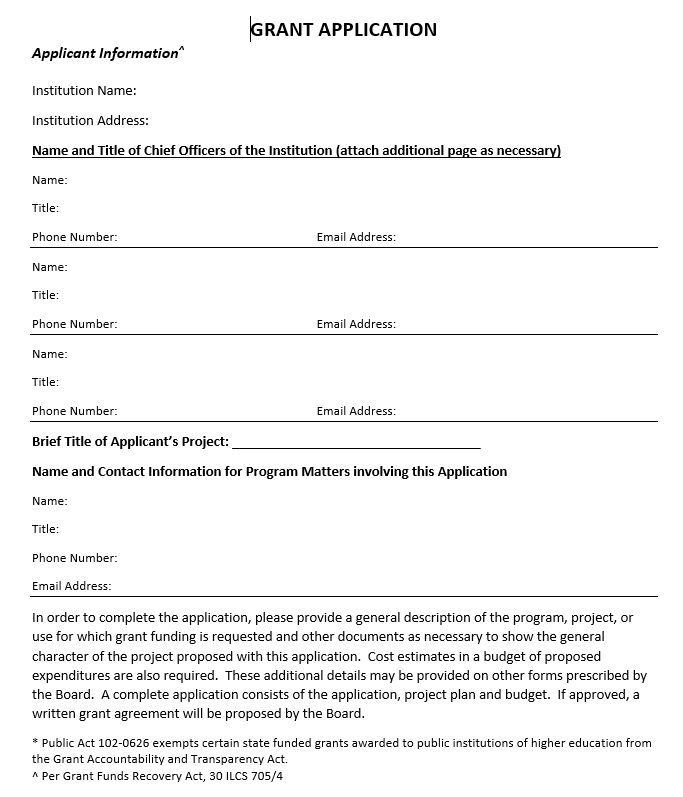 GRANT APPLICATION
Applicant Information^
Institution Name:
Institution Address:
Name and Title of Chief Officers of the Institution (attach additional page as necessary)
Name:
Title:
Phone Number: Email Address:
Name:
Title:
Phone Number: Email Address:
Name:
Title:
Phone Number: Email Address:
Brief Title of Applicant’s Project: ___________________________________
Name and Contact Information for Program Matters involving this Application
Name:
Title:
Phone Number:
Email Address:
In order to complete the application, please provide a general description of the program, project, or
use for which grant funding is requested and other documents as necessary to show the general
character of the project proposed with this application.  Cost estimates in a budget of proposed
expenditures are also required.  These additional details may be provided on other forms prescribed by
the Board.  A complete application consists of the application, project plan and budget.  If approved, a
written grant agreement will be proposed by the Board.
* Public Act 102-0626 exempts certain state funded grants awarded to public institutions of higher education from
the Grant Accountability and Transparency Act.
^ Per Grant Funds Recovery Act, 30 ILCS 705/4